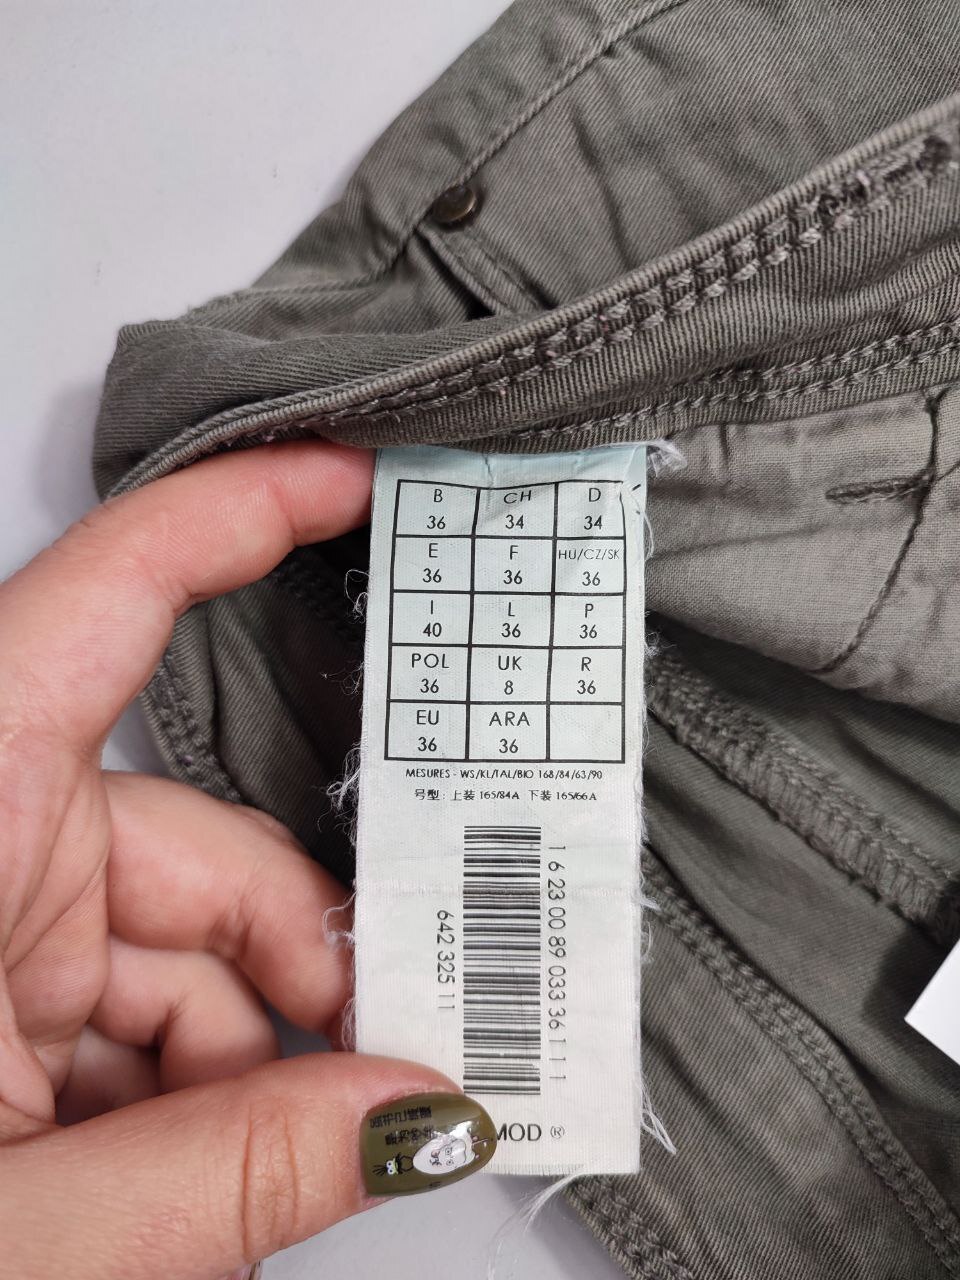 B CH D
36 34 34
E F HU/CZ/SK
36 36 36
I L P
40 36 36
POL UK R
36 8 36
EU ARA
36 36
MESURES - WS/KL/TAL/BIO 168/84/63/90
号型 : 上装 165/84A 下装 165/66A
1 6 23 00 89 033 36 1 1 1
642 325 11
MOD ®